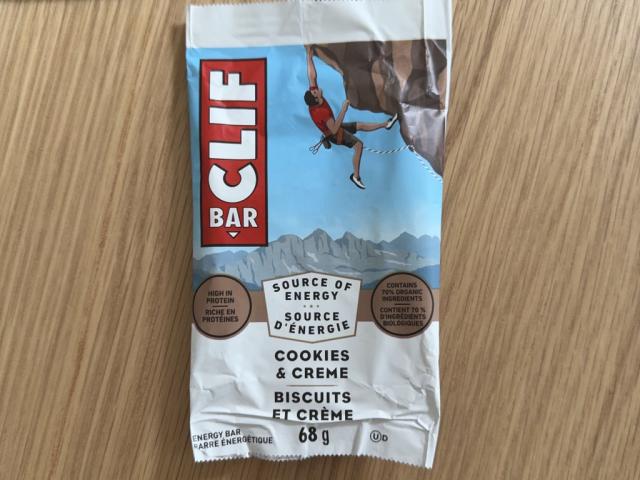 CLIF
BAR
HIGH IN
PROTEIN
RICHE EN
PROTÉINES
SOURCE OF
ENERGY
SOURCE
D'ÉNERGIE
CONTAINS
70% ORGANIC
INGREDIENTS
CONTIENT 70 %
D'INGRÉDIENTS
BIOLOGIQUES
COOKIES
& CREME
BISCUITS
ET CRÈME
ENERGY BAR
BARRE ÉNERGÉTIQUE
68 g
U D